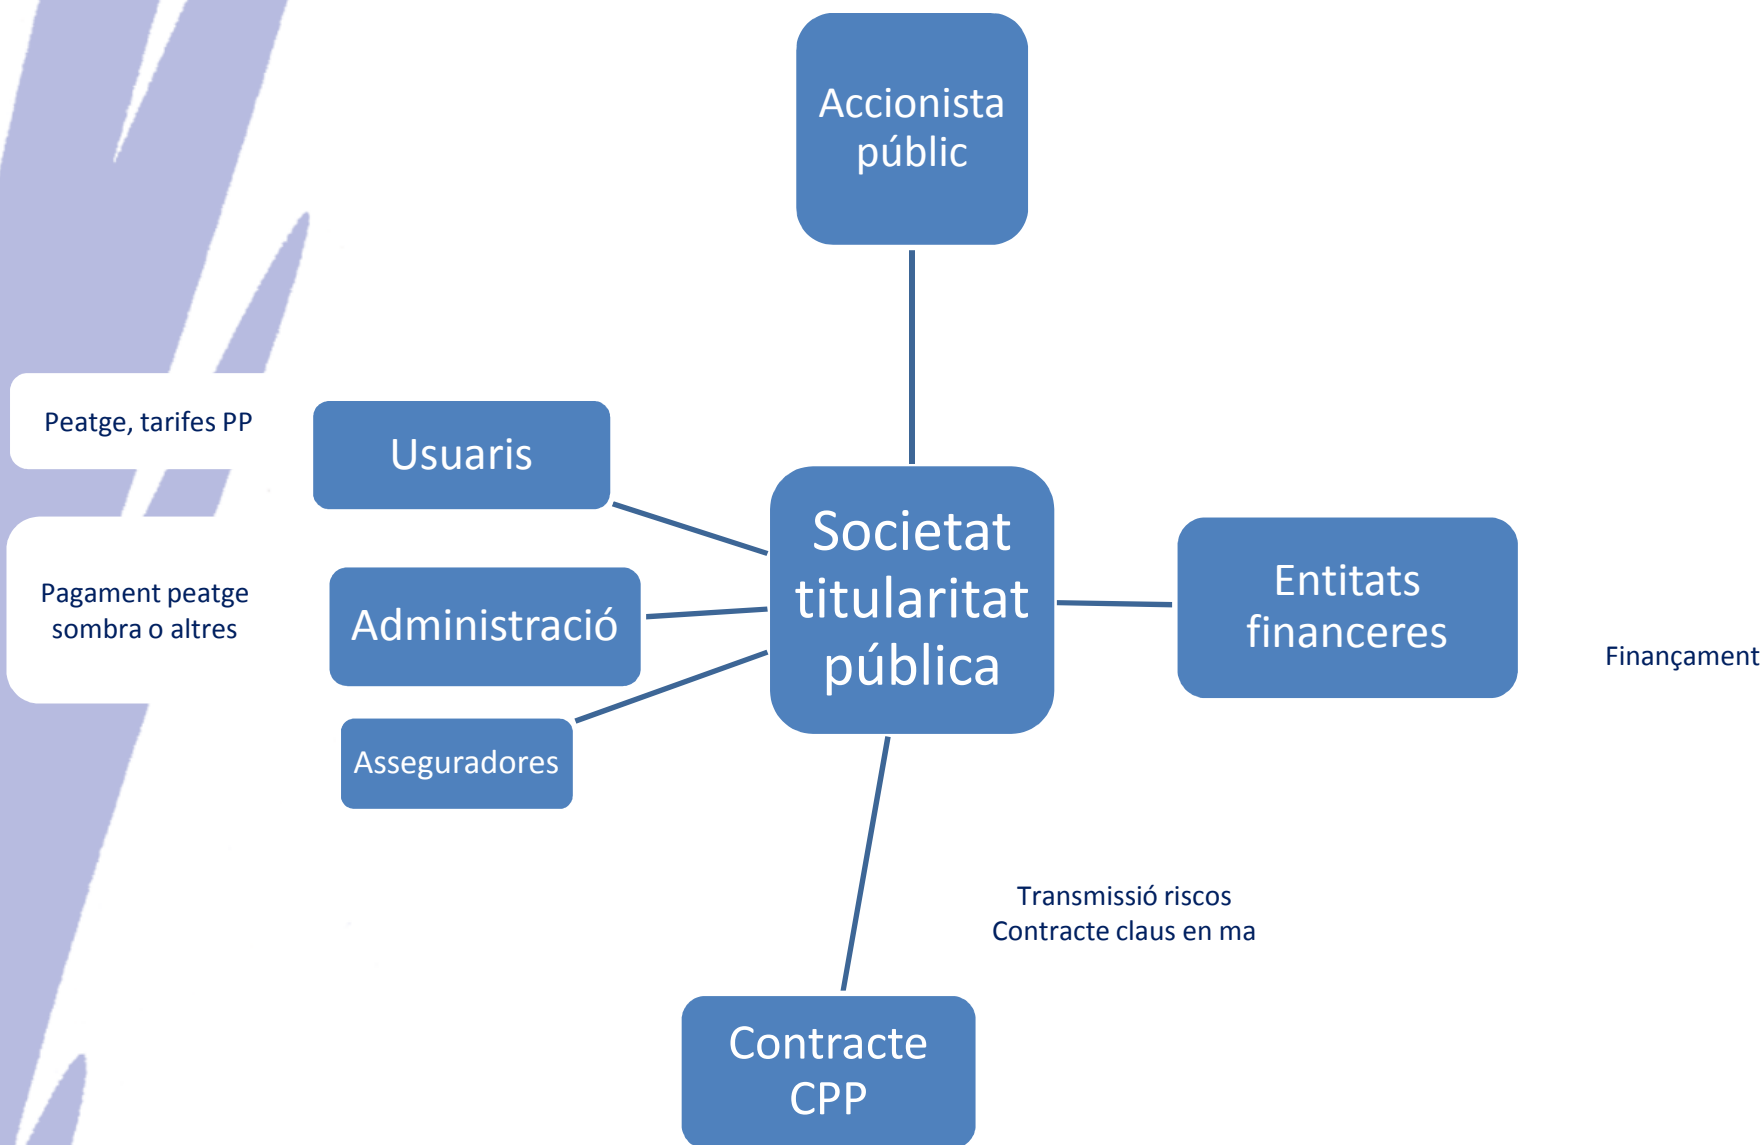 Accionista
públic
Peatge, tarifes PP
Usuaris
Societat
titularitat
pública
Entitats
financeres
Pagament peatge
sombra o altres
Administració
Finançament
Asseguradores
Transmissió riscos
Contracte claus en ma
Contracte
CPP